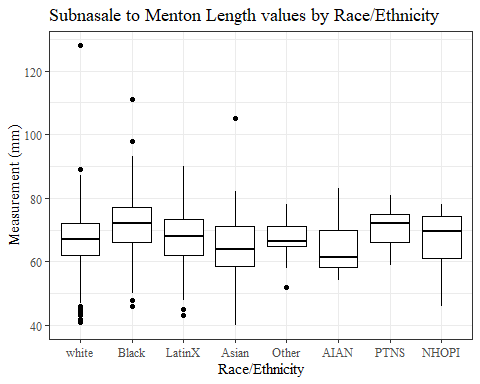 Subnasale to Menton Length values by Race/Ethnicity
Measurement (mm)
120
100
80
60
40
white Black LatinX Asian Other AIAN PTNS NHOPI
Race/Ethnicity